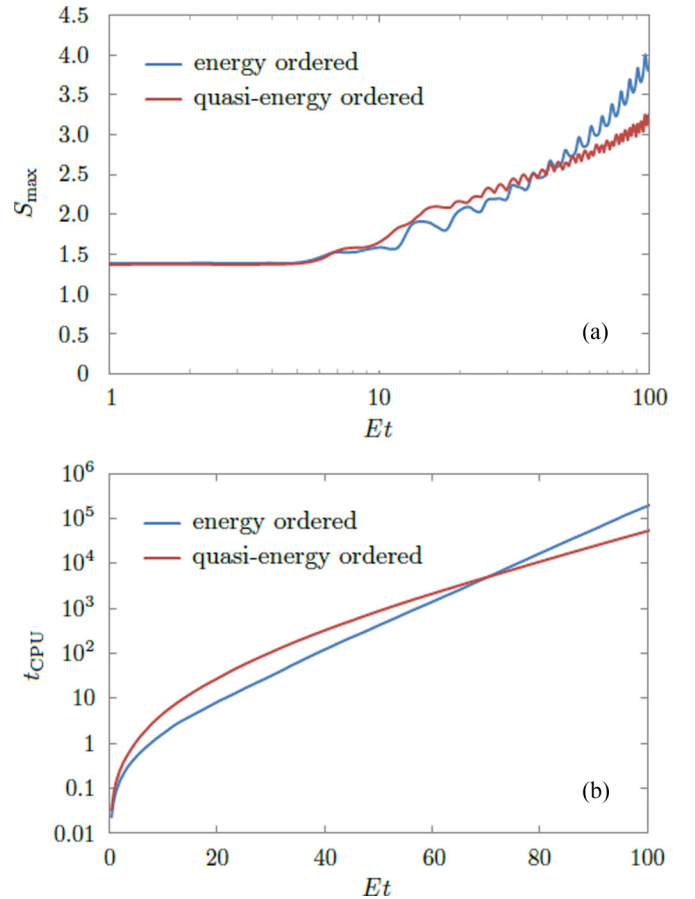 4.5
4.0
3.5
3.0
2.5
2.0
1.5
1.0
0.5
0
S_max
energy ordered
quasi-energy ordered
(a)
1 10 100
Et
10^6
10^5
10^4
10^3
10^2
10
1
0.1
0.01
t_CPU
energy ordered
quasi-energy ordered
(b)
0 20 40 60 80 100
Et